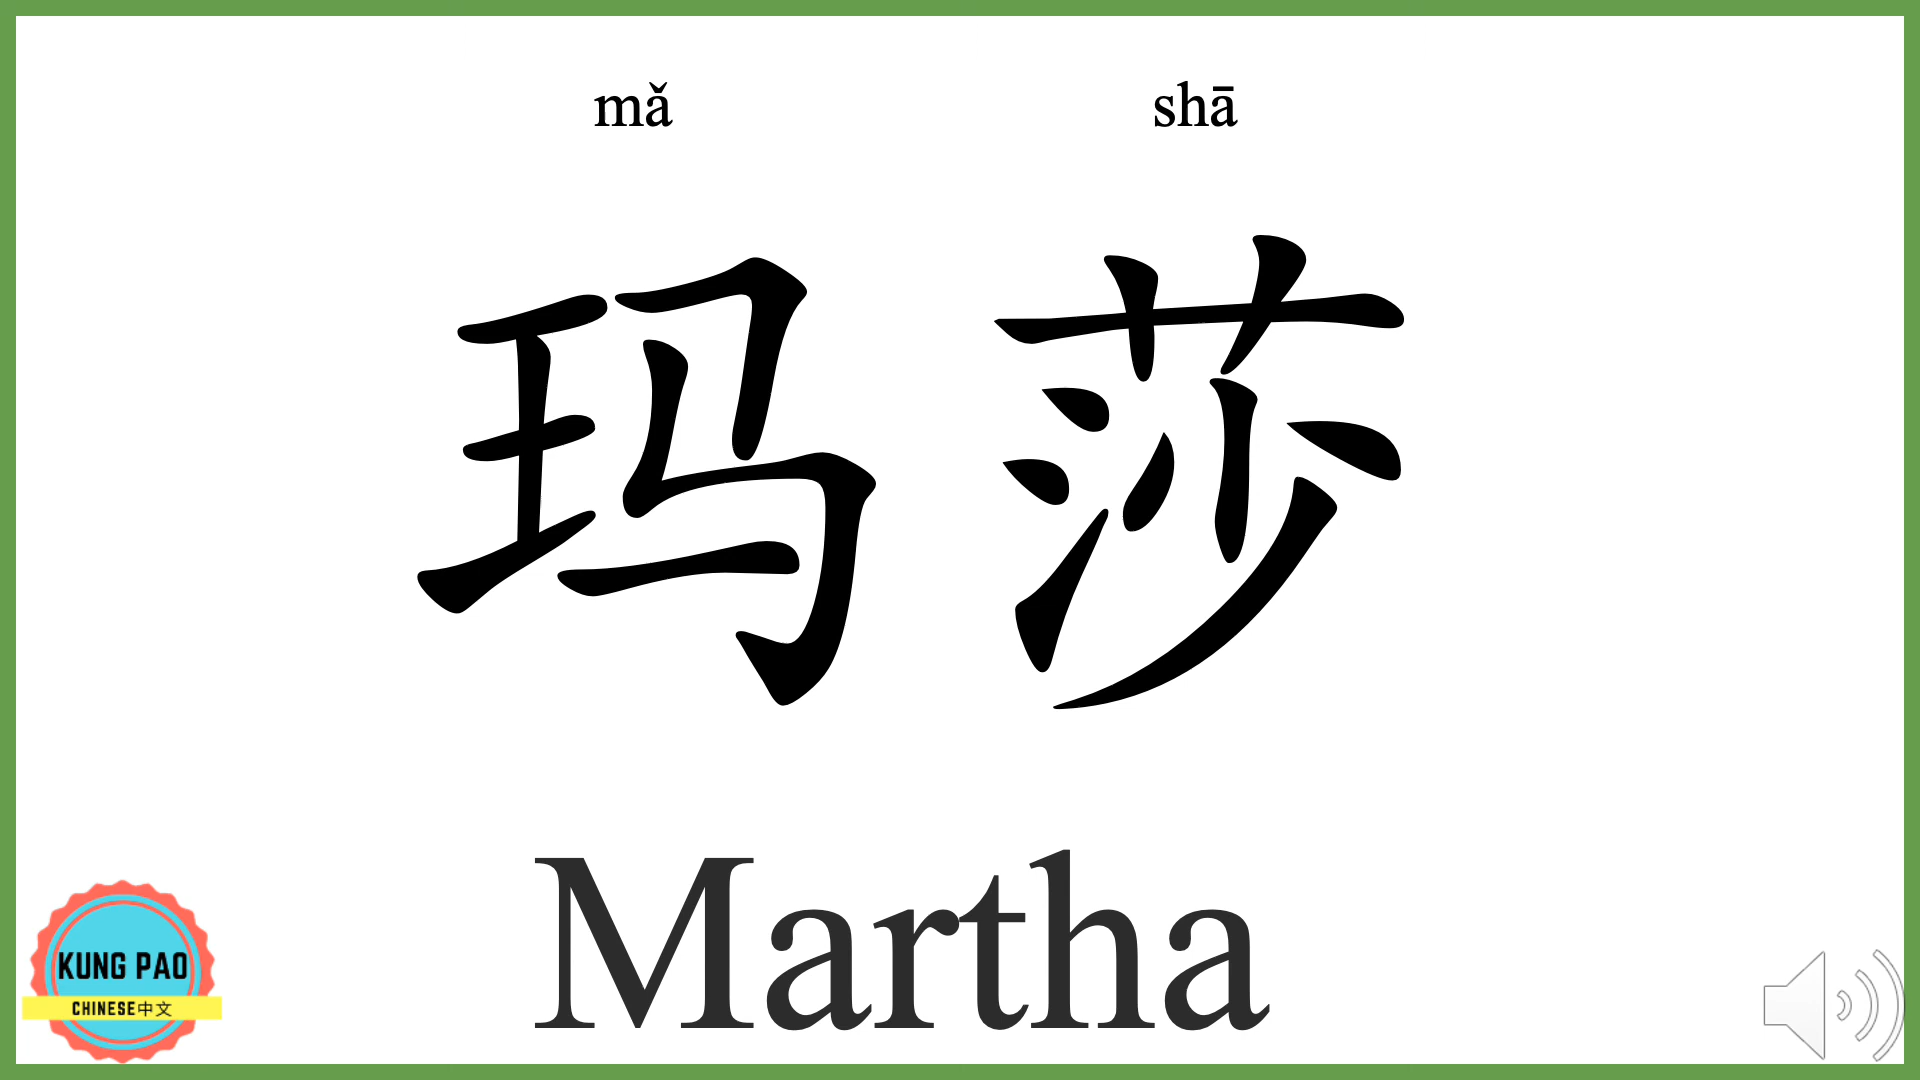 mǎ shā
玛莎
Martha
KUNG PAO
CHINESE中文